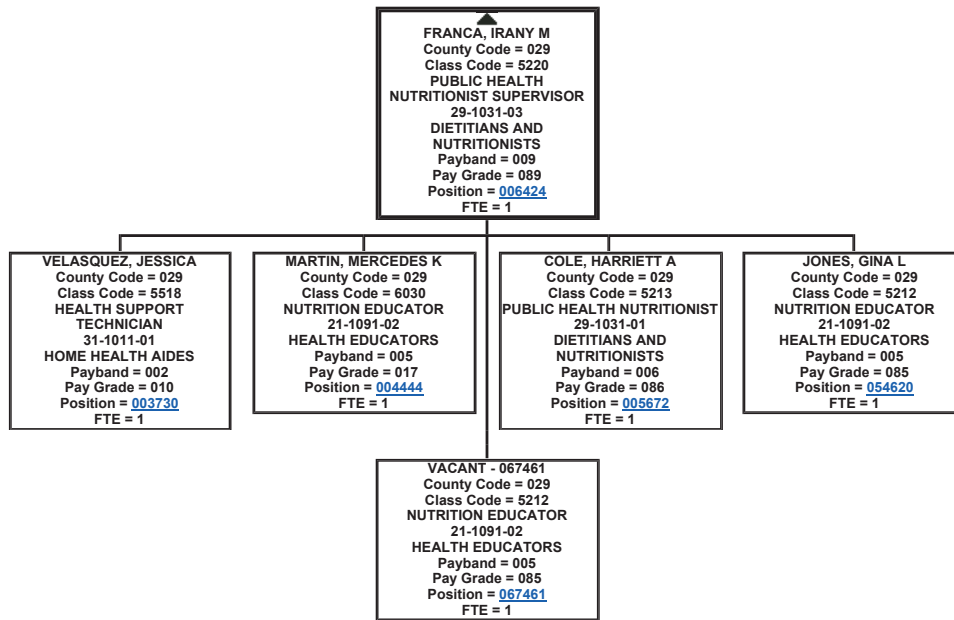 FRANCA, IRANY M
County Code = 029
Class Code = 5220
PUBLIC HEALTH
NUTRITIONIST SUPERVISOR
29-1031-03
DIETITIANS AND
NUTRITIONISTS
Payband = 009
Pay Grade = 089
Position = 006424
FTE = 1
VELASQUEZ, JESSICA
County Code = 029
Class Code = 5518
HEALTH SUPPORT
TECHNICIAN
31-1011-01
HOME HEALTH AIDES
Payband = 002
Pay Grade = 010
Position = 003730
FTE = 1
MARTIN, MERCEDES K
County Code = 029
Class Code = 6030
NUTRITION EDUCATOR
21-1091-02
HEALTH EDUCATORS
Payband = 005
Pay Grade = 017
Position = 004444
FTE = 1
COLE, HARRIETT A
County Code = 029
Class Code = 5213
PUBLIC HEALTH NUTRITIONIST
29-1031-01
DIETITIANS AND
NUTRITIONISTS
Payband = 006
Pay Grade = 086
Position = 005672
FTE = 1
JONES, GINA L
County Code = 029
Class Code = 5212
NUTRITION EDUCATOR
21-1091-02
HEALTH EDUCATORS
Payband = 005
Pay Grade = 085
Position = 054620
FTE = 1
VACANT - 067461
County Code = 029
Class Code = 5212
NUTRITION EDUCATOR
21-1091-02
HEALTH EDUCATORS
Payband = 005
Pay Grade = 085
Position = 067461
FTE = 1